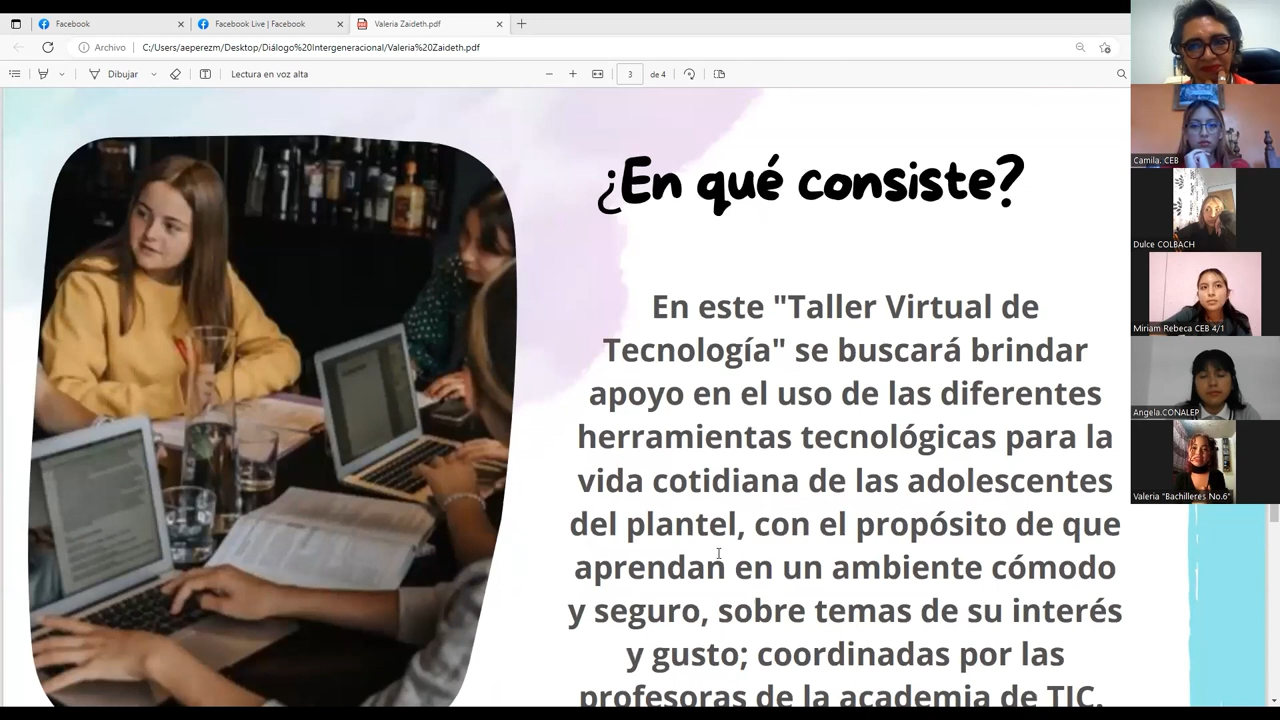 Facebook
Facebook Live | Facebook
Valeria Zaideth.pdf
Archivo
C:/Users/aeperezm/Desktop/Diálogo%20Intergeneracional/Valeria%20Zaideth.pdf
Dibujar
Lectura en voz alta
3
de 4
¿En qué consiste?
En este "Taller Virtual de
Tecnología" se buscará brindar
apoyo en el uso de las diferentes
herramientas tecnológicas para la
vida cotidiana de las adolescentes
del plantel, con el propósito de que
aprendan en un ambiente cómodo
y seguro, sobre temas de su interés
y gusto; coordinadas por las
profesoras de la academia de TIC.
Camila. CEB
Dulce COLBACH
Miriam Rebeca CEB 4/1
Angela.CONALEP
Valeria "Bachilleres No.6"